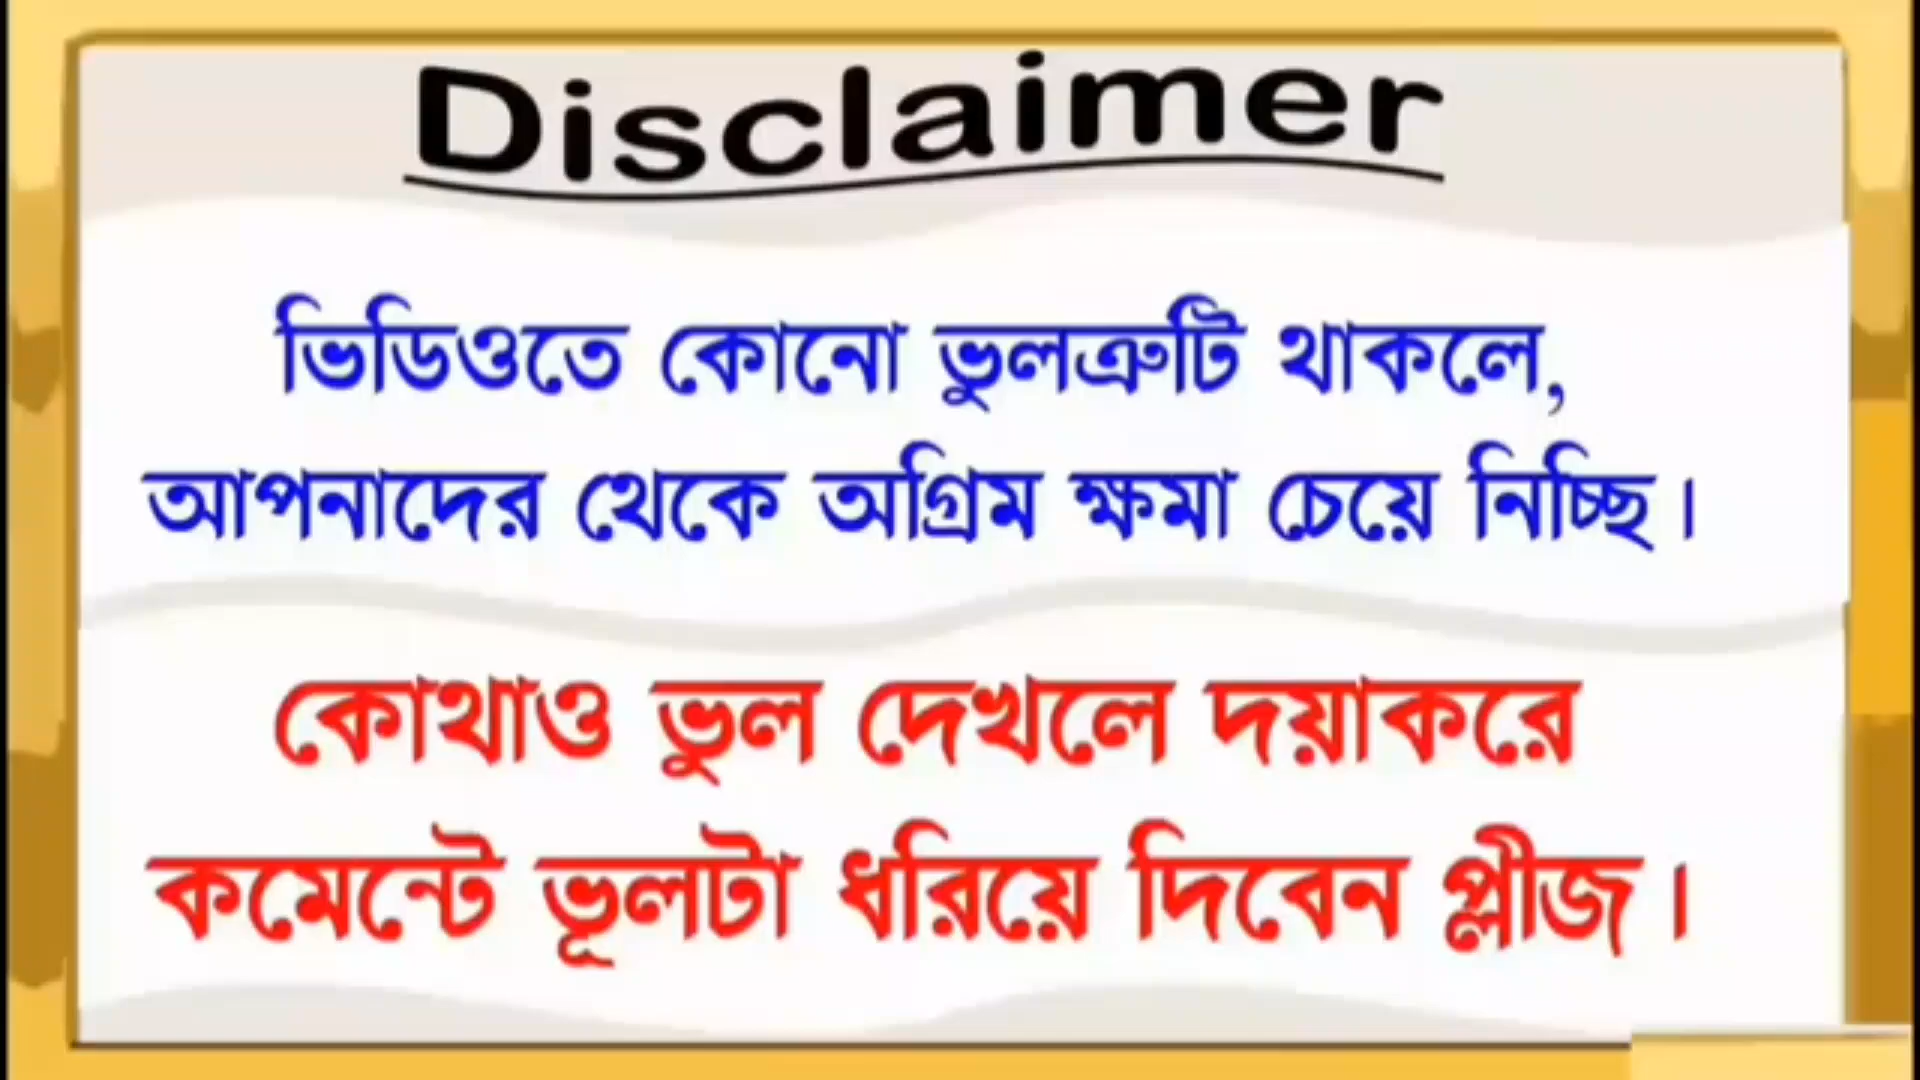 Disclaimer
ভিডিওতে কোনো ভুলত্রুটি থাকলে,
আপনাদের থেকে অগ্রিম ক্ষমা চেয়ে নিচ্ছি।
কোথাও ভুল দেখলে দয়াকরে
কমেন্টে ভূলটা ধরিয়ে দিবেন প্লীজ।